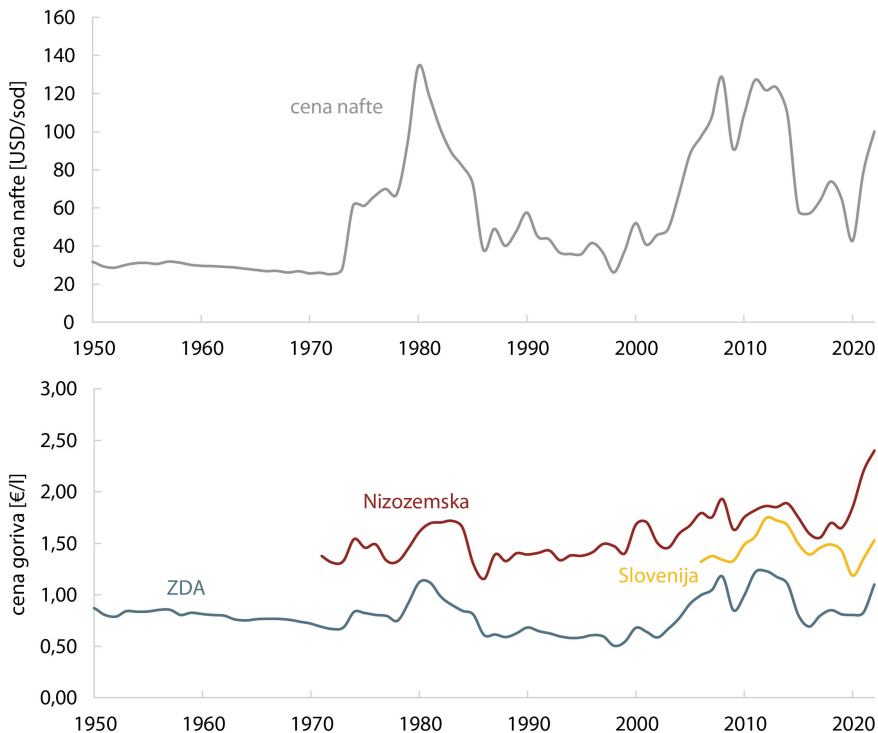 160
140
120
100
80
60
40
20
0
cena nafte [USD/sod]
cena nafte
1950 1960 1970 1980 1990 2000 2010 2020
3,00
2,50
2,00
1,50
1,00
0,50
0,00
cena goriva [€/l]
Nizozemska
Slovenija
ZDA
1950 1960 1970 1980 1990 2000 2010 2020